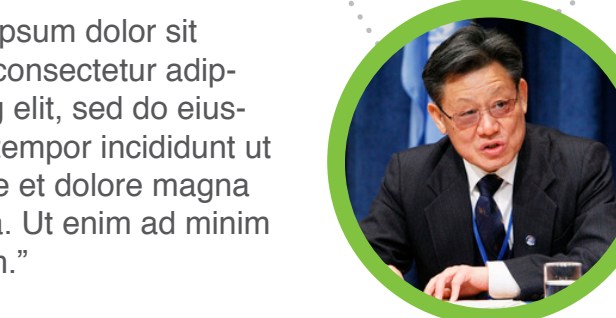 psum dolor sit
consectetur adip-
elit, sed do eius-
tempor incididunt ut
e et dolore magna
. Ut enim ad minim
.”